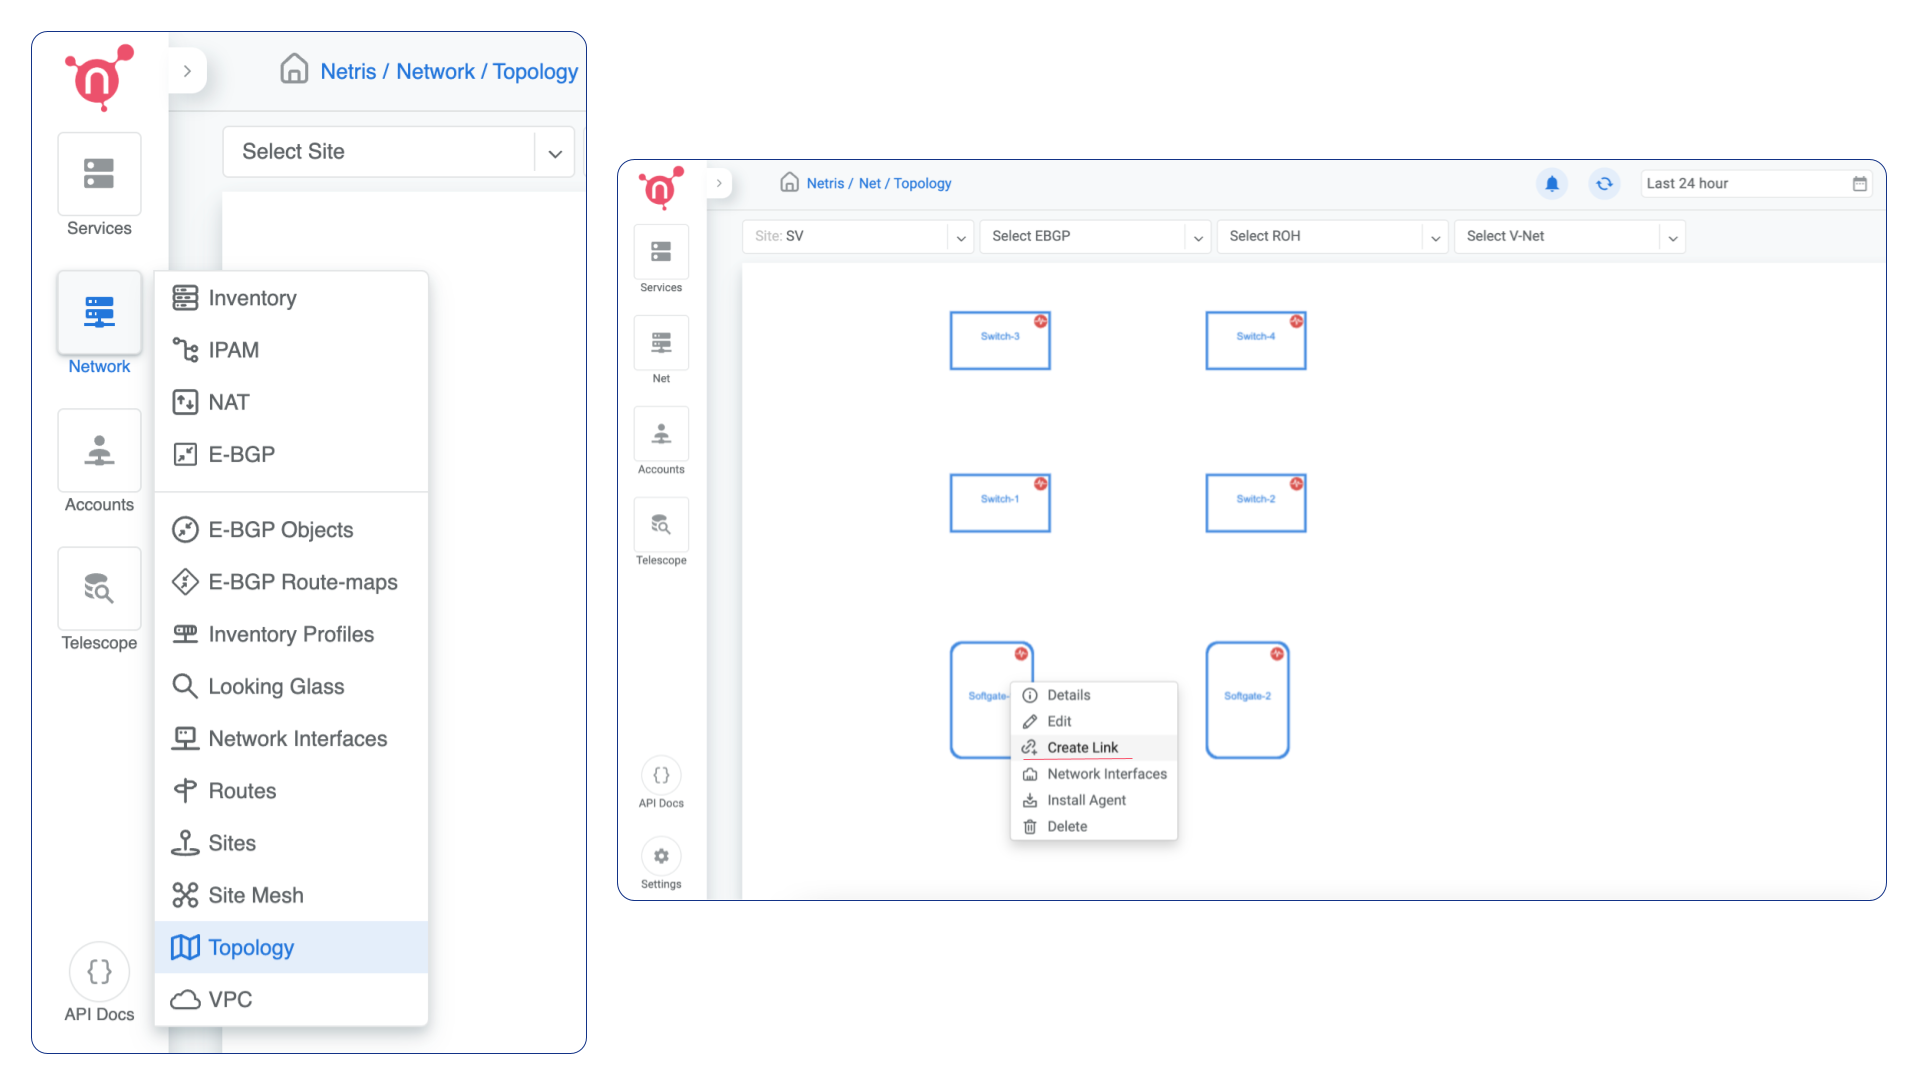 Netris / Network / Topology
Select Site
Services
Network
Accounts
Telescope
API Docs
Inventory
IPAM
NAT
E-BGP
E-BGP Objects
E-BGP Route-maps
Inventory Profiles
Looking Glass
Network Interfaces
Routes
Sites
Site Mesh
Topology
VPC
Netris / Net / Topology
Last 24 hour
Site: SV
Select EBGP
Select ROH
Select V-Net
Services
Net
Accounts
Telescope
API Docs
Settings
Switch-3
Switch-4
Switch-1
Switch-2
Softgate-
Softgate-2
Details
Edit
Create Link
Network Interfaces
Install Agent
Delete